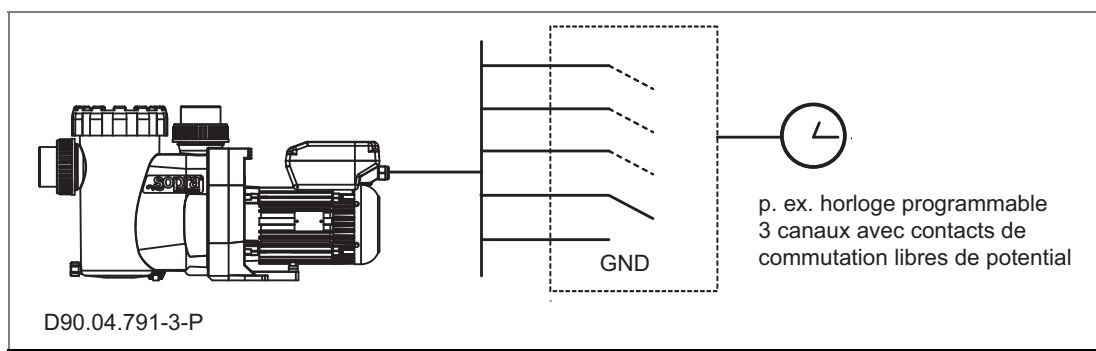 sopra
GND
p. ex. horloge programmable
3 canaux avec contacts de
commutation libres de potential
D90.04.791-3-P